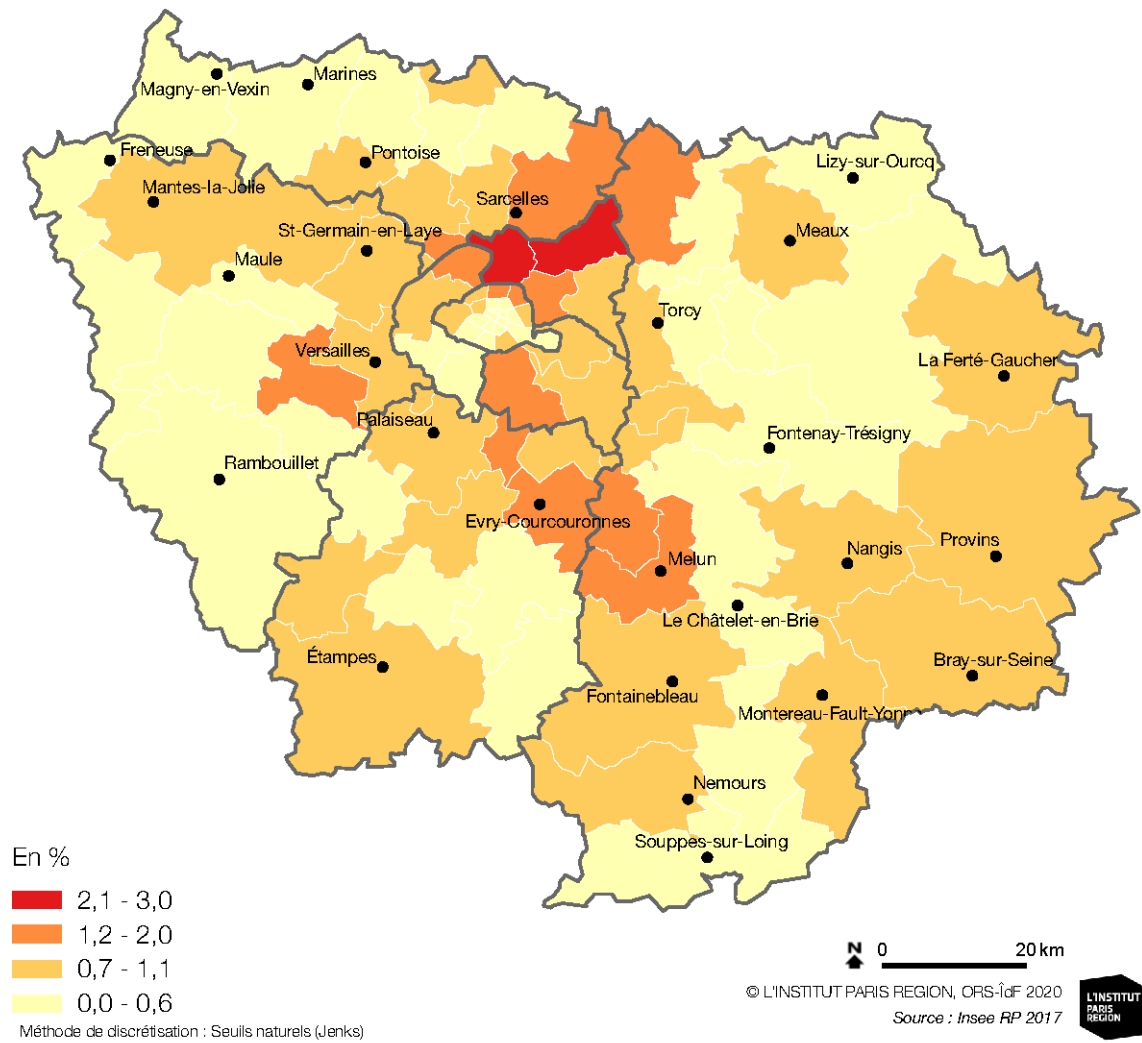 Marines
Magny-en-Vexin
Freneuse
Pontoise
Lizy-sur-Ourcq
Mantes-la-Jolie
Sarcelles
St-Germain-en-Laye
Meaux
Maule
Torcy
Versailles
La Ferté-Gaucher
Palaiseau
Fontenay-Trésigny
Rambouillet
Evry-Courcouronnes
Nangis
Provins
Melun
Le Châtelet-en-Brie
Étampes
Bray-sur-Seine
Fontainebleau
Montereau-Fault-Yonn
Nemours
Souppes-sur-Loing
En %
2,1 - 3,0
1,2 - 2,0
0,7 - 1,1
0,0 - 0,6
Méthode de discrétisation : Seuils naturels (Jenks)
N 0 20 km
© L'INSTITUT PARIS REGION, ORS-ÎdF 2020
Source : Insee RP 2017
L'INSTITUT
PARIS
REGION